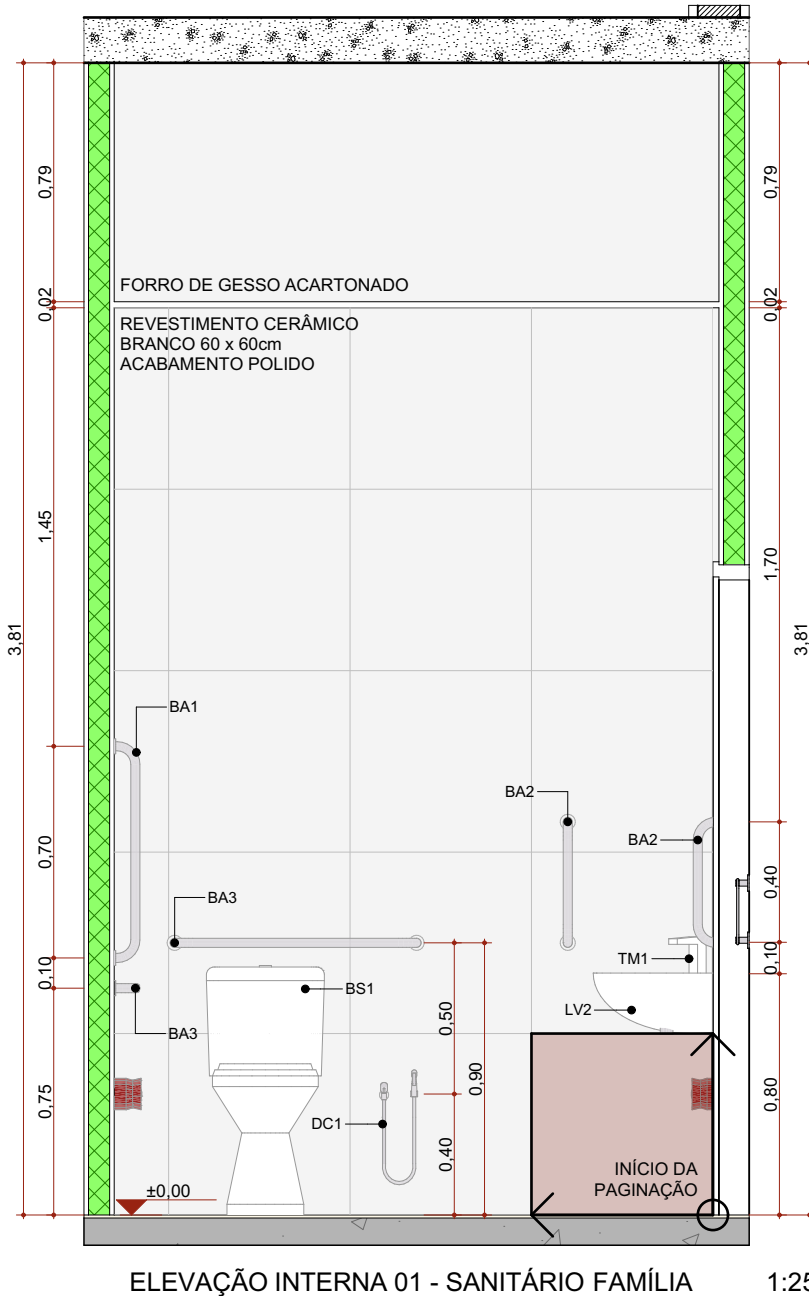 0,79
0,79
FORRO DE GESSO ACARTONADO
0,02
0,02
REVESTIMENTO CERÂMICO
BRANCO 60 x 60cm
ACABAMENTO POLIDO
1,45
1,70
3,81
3,81
BA1
BA2
BA2
0,70
0,40
BA3
0,10
TM1
0,10
BS1
LV2
0,50
BA3
0,90
0,75
0,80
DC1
0,40
INÍCIO DA
PAGINAÇÃO
±0,00
ELEVAÇÃO INTERNA 01 - SANITÁRIO FAMÍLIA 1:25